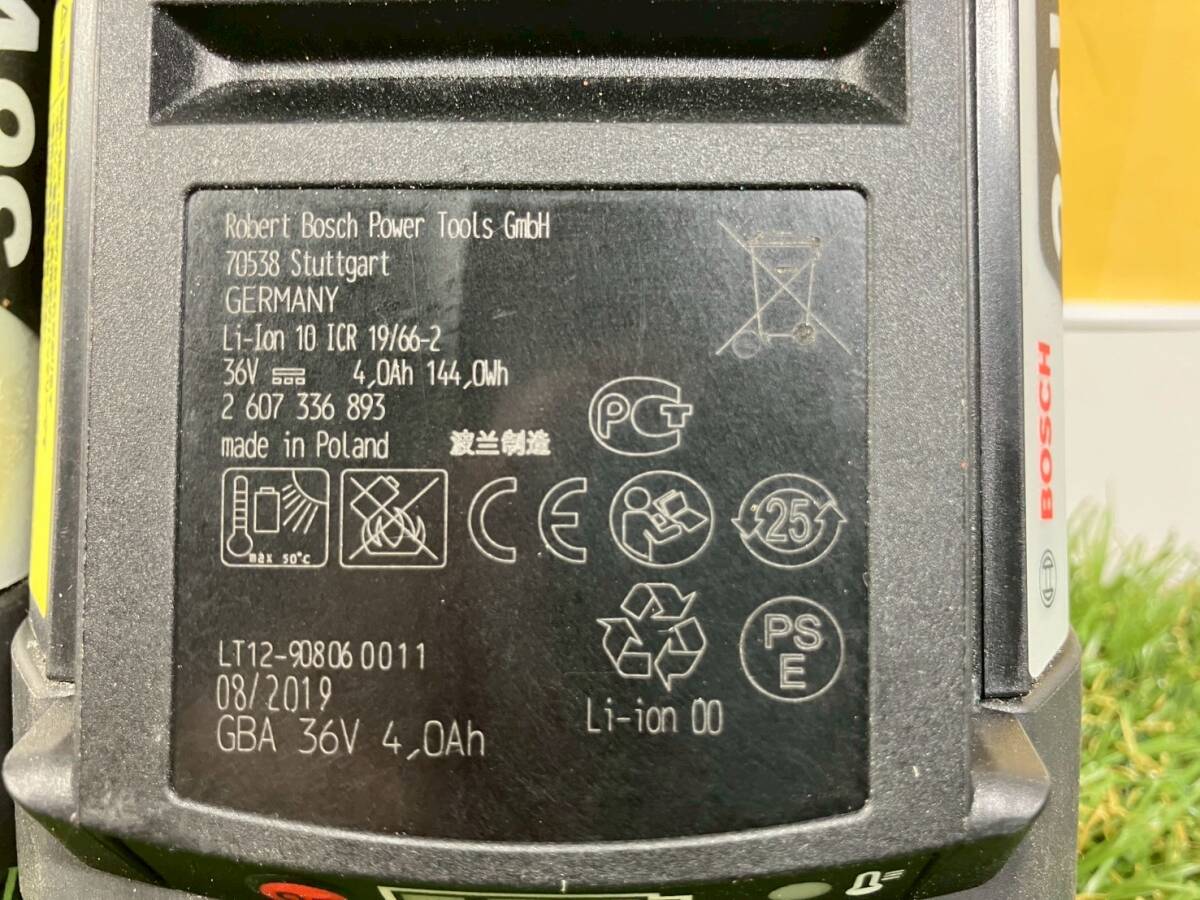 Robert Bosch Power Tools GmbH
70538 Stuttgart
GERMANY
Li-Ion 10 ICR 19/66-2
36V 4,0Ah 144,0Wh
2 607 336 893
made in Poland 波兰制造
PCT
max 50°C
CE
25
PS
E
LT12-90806 0011
08/2019
GBA 36V 4,0Ah
Li-ion 00
BOSCH